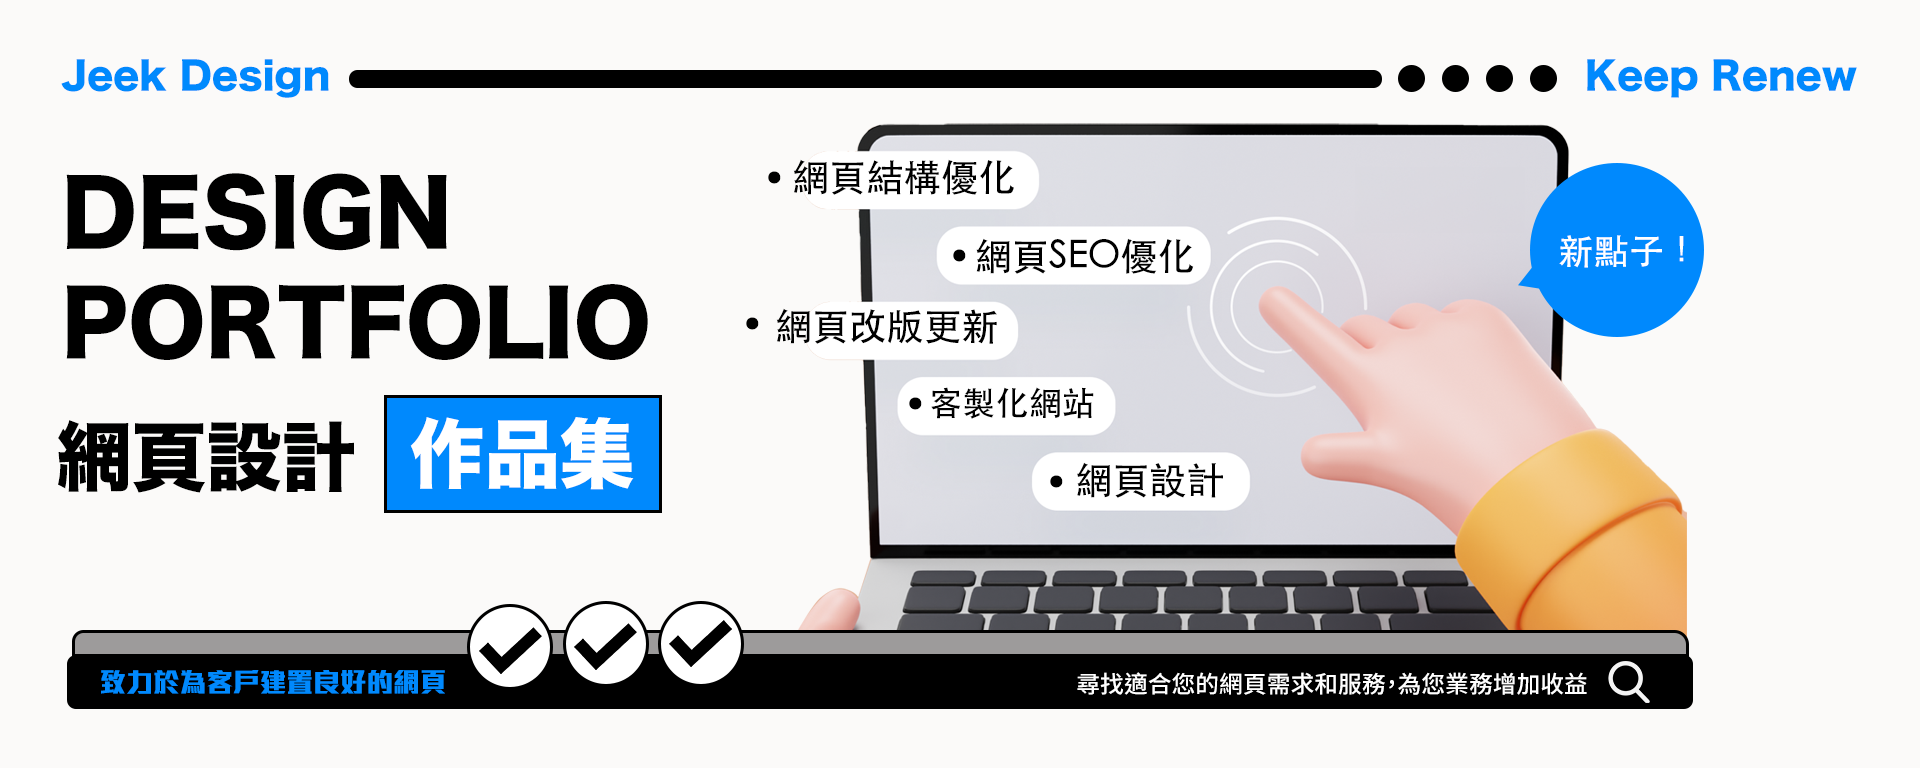 Jeek Design
Keep Renew
DESIGN
PORTFOLIO
網頁設計 作品集
• 網頁結構優化
• 網頁SEO優化
• 網頁改版更新
• 客製化網站
• 網頁設計
新點子！
致力於為客戶建置良好的網頁
尋找適合您的網頁需求和服務，為您業務增加收益